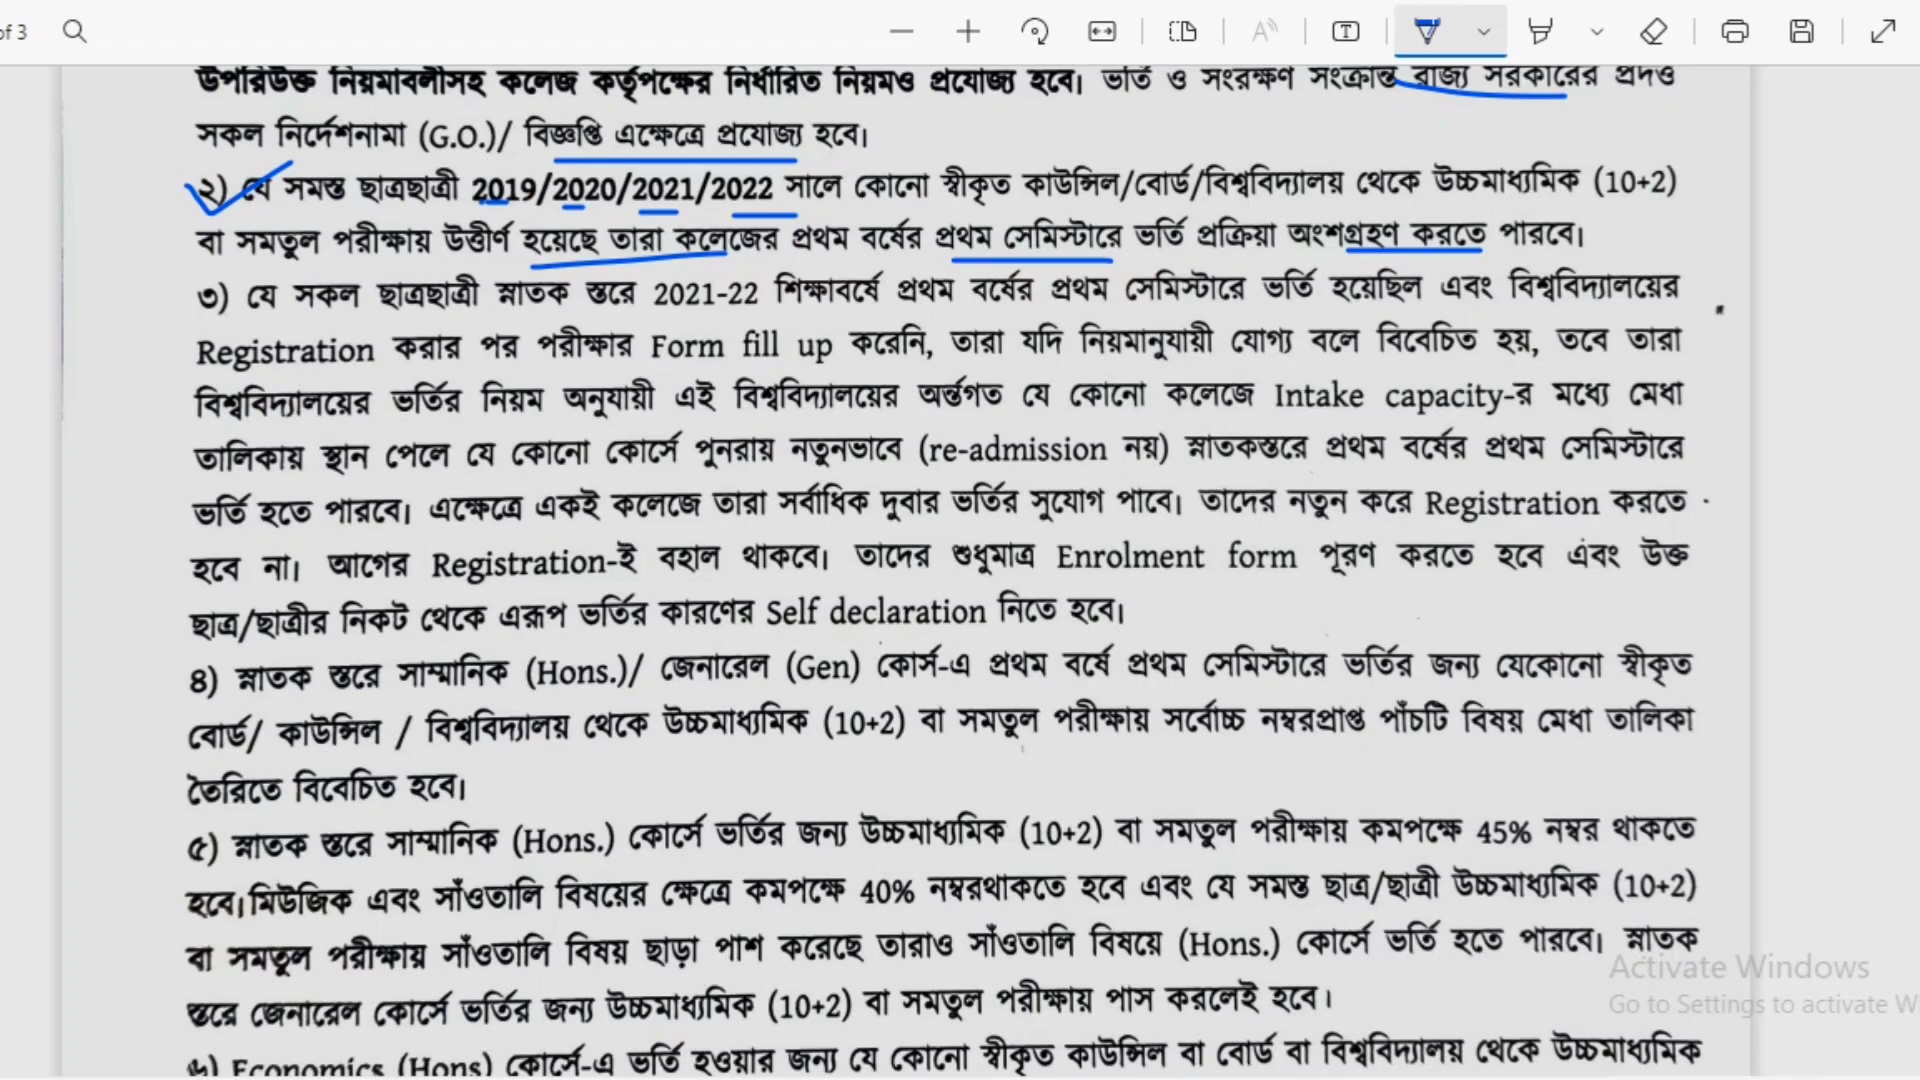 of 3
উপরিউক্ত নিয়মাবলীসহ কলেজ কর্তৃপক্ষের নির্ধারিত নিয়মও প্রযোজ্য হবে। ভর্তি ও সংরক্ষণ সংক্রান্ত রাজ্য সরকারের প্রদত্ত
সকল নির্দেশনামা (G.O.)/ বিজ্ঞপ্তি এক্ষেত্রে প্রযোজ্য হবে।
২) যে সমস্ত ছাত্রছাত্রী 2019/2020/2021/2022 সালে কোনো স্বীকৃত কাউন্সিল/বোর্ড/বিশ্ববিদ্যালয় থেকে উচ্চমাধ্যমিক (10+2)
বা সমতুল পরীক্ষায় উত্তীর্ণ হয়েছে তারা কলেজের প্রথম বর্ষের প্রথম সেমিস্টারে ভর্তি প্রক্রিয়া অংশগ্রহণ করতে পারবে।
৩) যে সকল ছাত্রছাত্রী স্নাতক স্তরে 2021-22 শিক্ষাবর্ষে প্রথম বর্ষের প্রথম সেমিস্টারে ভর্তি হয়েছিল এবং বিশ্ববিদ্যালয়ের
Registration করার পর পরীক্ষার Form fill up করেনি, তারা যদি নিয়মানুযায়ী যোগ্য বলে বিবেচিত হয়, তবে তারা
বিশ্ববিদ্যালয়ের ভর্তির নিয়ম অনুযায়ী এই বিশ্ববিদ্যালয়ের অর্ন্তগত যে কোনো কলেজে Intake capacity-র মধ্যে মেধা
তালিকায় স্থান পেলে যে কোনো কোর্সে পুনরায় নতুনভাবে (re-admission নয়) স্নাতকস্তরে প্রথম বর্ষের প্রথম সেমিস্টারে
ভর্তি হতে পারবে। এক্ষেত্রে একই কলেজে তারা সর্বাধিক দুবার ভর্তির সুযোগ পাবে। তাদের নতুন করে Registration করতে
হবে না। আগের Registration-ই বহাল থাকবে। তাদের শুধুমাত্র Enrolment form পূরণ করতে হবে এবং উক্ত
ছাত্র/ছাত্রীর নিকট থেকে এরূপ ভর্তির কারণের Self declaration নিতে হবে।
৪) স্নাতক স্তরে সাম্মানিক (Hons.)/ জেনারেল (Gen) কোর্স-এ প্রথম বর্ষে প্রথম সেমিস্টারে ভর্তির জন্য যেকোনো স্বীকৃত
বোর্ড/ কাউন্সিল / বিশ্ববিদ্যালয় থেকে উচ্চমাধ্যমিক (10+2) বা সমতুল পরীক্ষায় সর্বোচ্চ নম্বরপ্রাপ্ত পাঁচটি বিষয় মেধা তালিকা
তৈরিতে বিবেচিত হবে।
৫) স্নাতক স্তরে সাম্মানিক (Hons.) কোর্সে ভর্তির জন্য উচ্চমাধ্যমিক (10+2) বা সমতুল পরীক্ষায় কমপক্ষে 45% নম্বর থাকতে
হবে।মিউজিক এবং সাঁওতালি বিষয়ের ক্ষেত্রে কমপক্ষে 40% নম্বরথাকতে হবে এবং যে সমস্ত ছাত্র/ছাত্রী উচ্চমাধ্যমিক (10+2)
বা সমতুল পরীক্ষায় সাঁওতালি বিষয় ছাড়া পাশ করেছে তারাও সাঁওতালি বিষয়ে (Hons.) কোর্সে ভর্তি হতে পারবে। স্নাতক
স্তরে জেনারেল কোর্সে ভর্তির জন্য উচ্চমাধ্যমিক (10+2) বা সমতুল পরীক্ষায় পাস করলেই হবে।
৬) Economics (Hons) কোর্সে-এ ভর্তি হওয়ার জন্য যে কোনো স্বীকৃত কাউন্সিল বা বোর্ড বা বিশ্ববিদ্যালয় থেকে উচ্চমাধ্যমিক
Activate Windows
Go to Settings to activate W